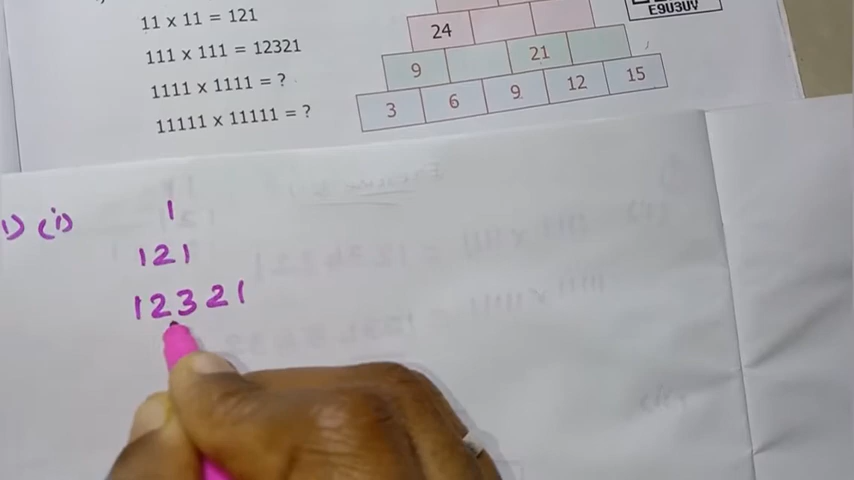 11 x 11 = 121
111 x 111 = 12321
1111 x 1111 = ?
11111 x 11111 = ?
24
9 21
3 6 9 12 15
E9U3UV
1) (i) 1
121
12321